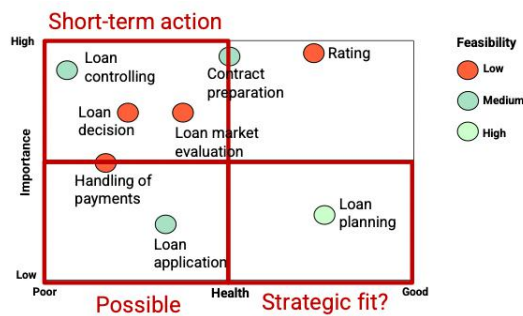 Short-term action
High
Loan
controlling
Contract
preparation
Rating
Loan
decision
Loan market
evaluation
Importance
Handling of
payments
Loan
planning
Loan
application
Low
Poor
Health
Good
Possible
Strategic fit?
Feasibility
Low
Medium
High